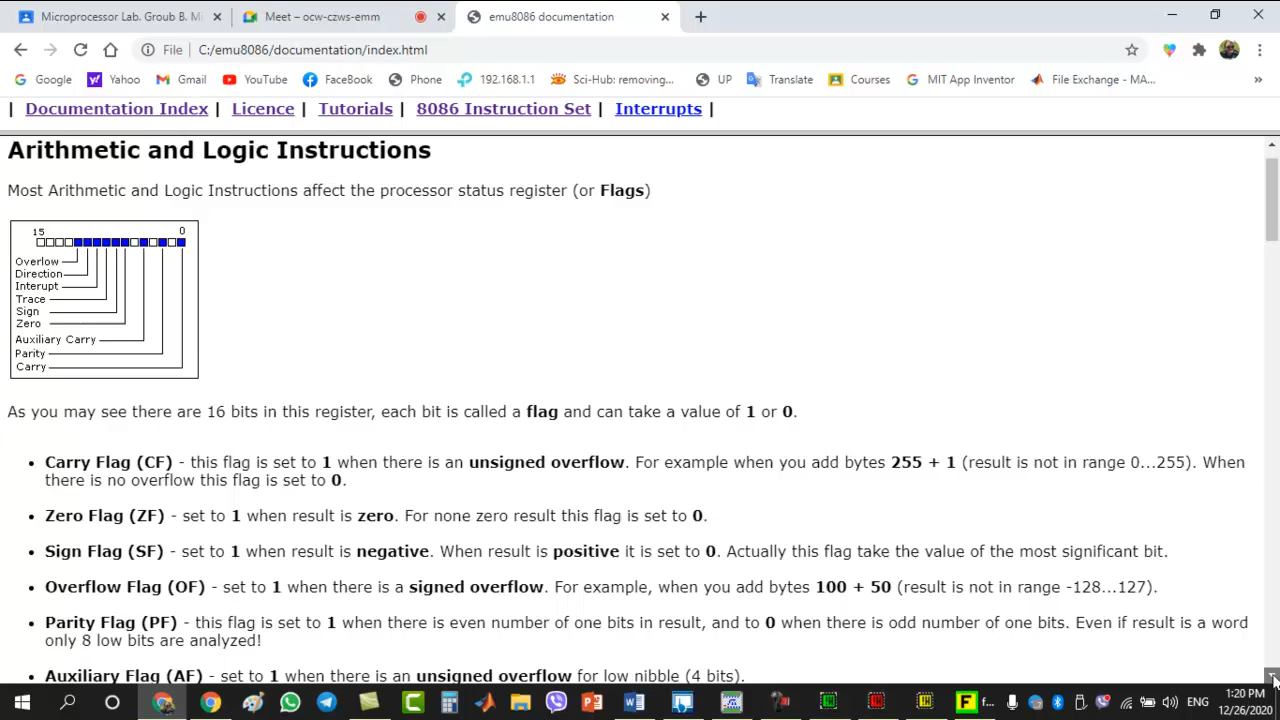 Microprocessor Lab. Groub B. Mi
Meet – ocw-czws-emm
emu8086 documentation
File
C:/emu8086/documentation/index.html
Google
Yahoo
Gmail
YouTube
FaceBook
Phone
192.168.1.1
Sci-Hub: removing...
UP
Translate
Courses
MIT App Inventor
File Exchange - MA...
»
| Documentation Index | Licence | Tutorials | 8086 Instruction Set | Interrupts |
Arithmetic and Logic Instructions
Most Arithmetic and Logic Instructions affect the processor status register (or Flags)
15 0
Overlow
Direction
Interupt
Trace
Sign
Zero
Auxiliary Carry
Parity
Carry
As you may see there are 16 bits in this register, each bit is called a flag and can take a value of 1 or 0.
• Carry Flag (CF) - this flag is set to 1 when there is an unsigned overflow. For example when you add bytes 255 + 1 (result is not in range 0...255). When
there is no overflow this flag is set to 0.
• Zero Flag (ZF) - set to 1 when result is zero. For none zero result this flag is set to 0.
• Sign Flag (SF) - set to 1 when result is negative. When result is positive it is set to 0. Actually this flag take the value of the most significant bit.
• Overflow Flag (OF) - set to 1 when there is a signed overflow. For example, when you add bytes 100 + 50 (result is not in range -128...127).
• Parity Flag (PF) - this flag is set to 1 when there is even number of one bits in result, and to 0 when there is odd number of one bits. Even if result is a word
only 8 low bits are analyzed!
• Auxiliary Flag (AF) - set to 1 when there is an unsigned overflow for low nibble (4 bits).
f...
ENG
1:20 PM
12/26/2020